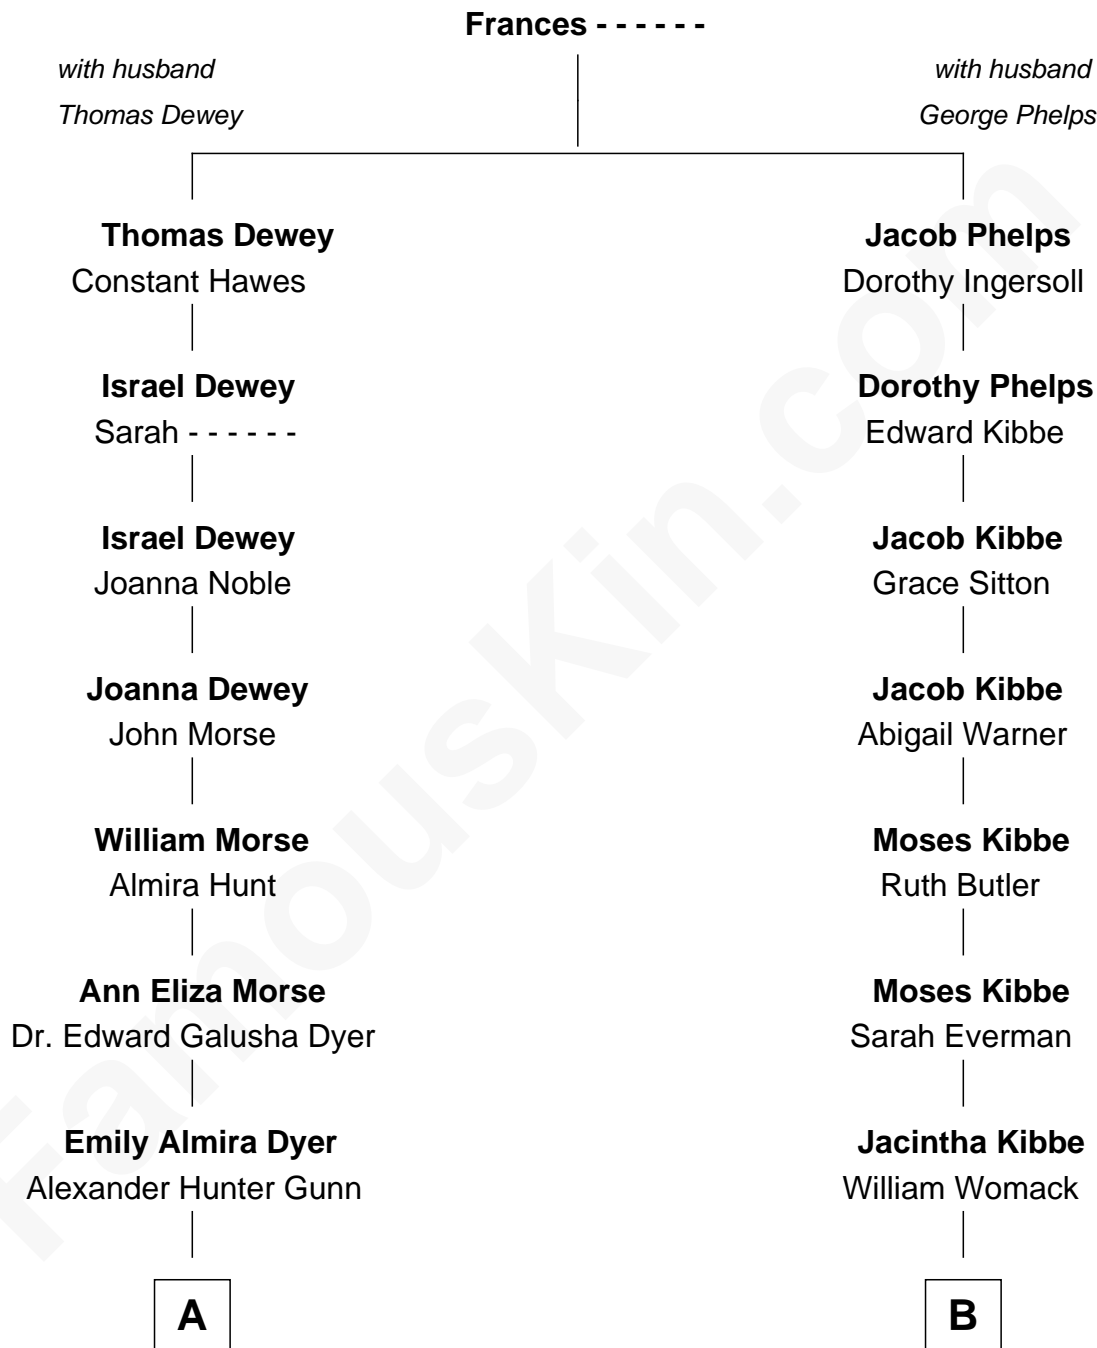 Frances - - - - - -
with husband
Thomas Dewey
with husband
George Phelps
Thomas Dewey
Constant Hawes
Jacob Phelps
Dorothy Ingersoll
Israel Dewey
Sarah - - - - - -
Dorothy Phelps
Edward Kibbe
Israel Dewey
Joanna Noble
Jacob Kibbe
Grace Sitton
Joanna Dewey
John Morse
Jacob Kibbe
Abigail Warner
William Morse
Almira Hunt
Moses Kibbe
Ruth Butler
Ann Eliza Morse
Dr. Edward Galusha Dyer
Moses Kibbe
Sarah Everman
Emily Almira Dyer
Alexander Hunter Gunn
Jacintha Kibbe
William Womack
A
B
FamousKin.com